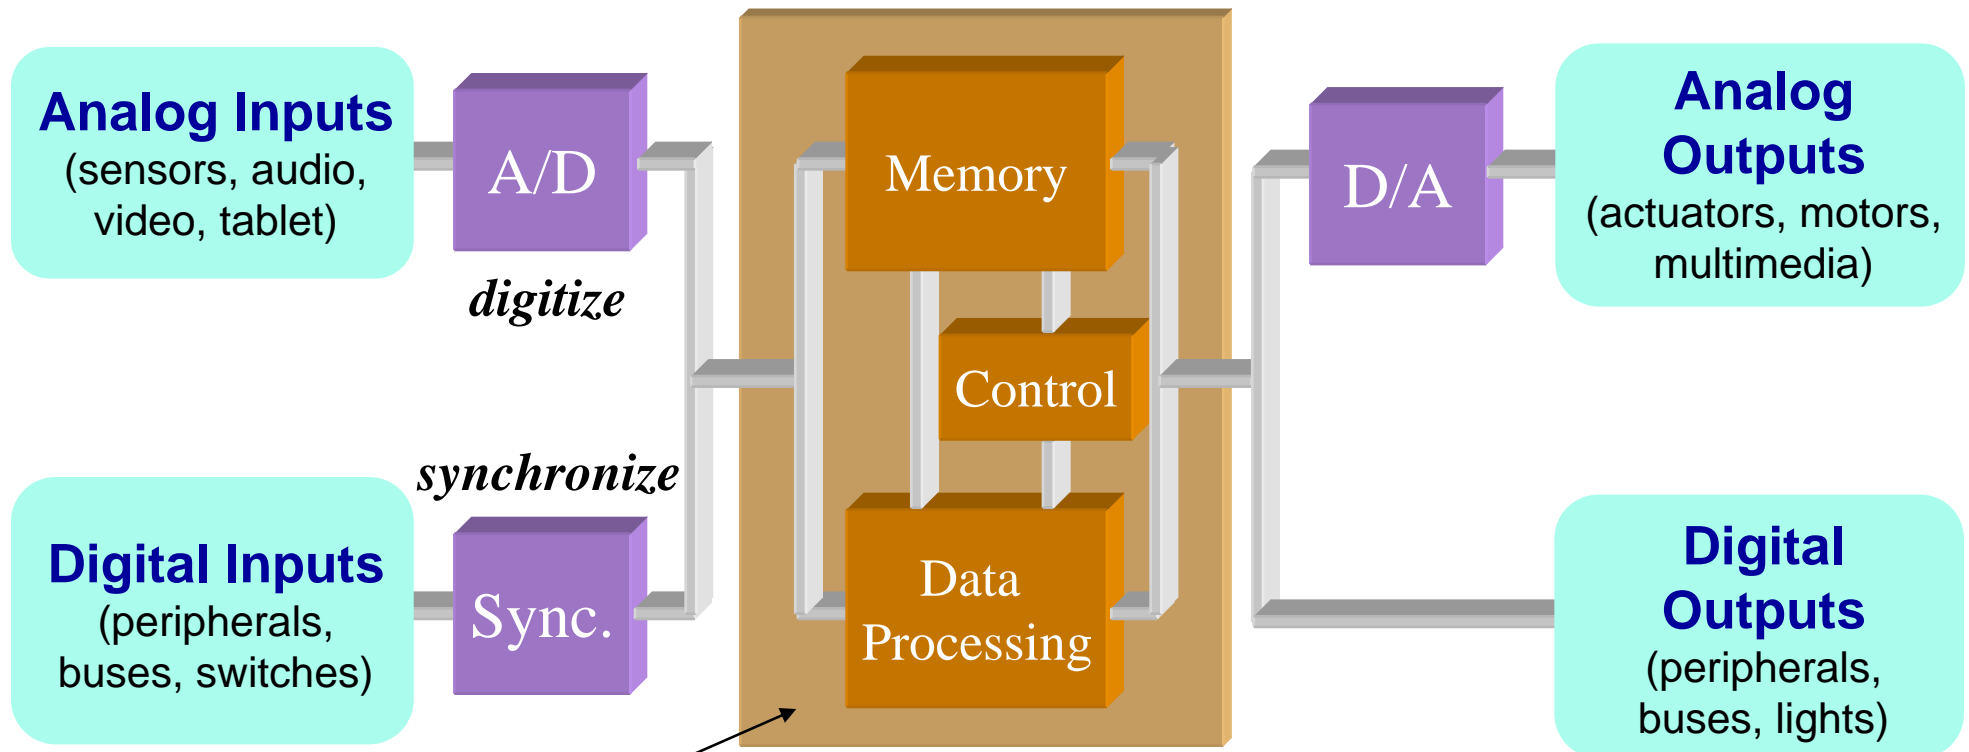 Analog Inputs
(sensors, audio,
video, tablet)
A/D
digitize
synchronize
Digital Inputs
(peripherals,
buses, switches)
Sync.
Memory
Control
Data
Processing
D/A
Analog
Outputs
(actuators, motors,
multimedia)
Digital
Outputs
(peripherals,
buses, lights)